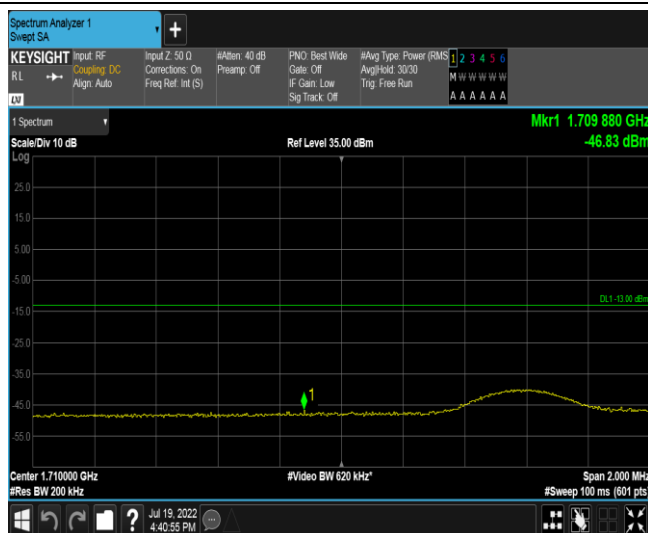 Spectrum Analyzer 1
Swept SA
+
KEYSIGHT
RL
LXI
Input: RF
Coupling: DC
Align: Auto
Input Z: 50 Ω
Corrections: On
Freq Ref: Int (S)
#Atten: 40 dB
Preamp: Off
PNO: Best Wide
Gate: Off
IF Gain: Low
Sig Track: Off
#Avg Type: Power (RMS
Avg|Hold: 30/30
Trig: Free Run
1 2 3 4 5 6
M W W W W W
A A A A A A
1 Spectrum
Mkr1 1.709 880 GHz
Scale/Div 10 dB
Ref Level 35.00 dBm
-46.83 dBm
Log
25.0
15.0
5.00
-5.00
DL1 -13.00 dBm
-15.0
-25.0
-35.0
1
-45.0
-55.0
Center 1.710000 GHz
#Video BW 620 kHz*
Span 2.000 MHz
#Res BW 200 kHz
#Sweep 100 ms (601 pts)
?
Jul 19, 2022
4:40:55 PM